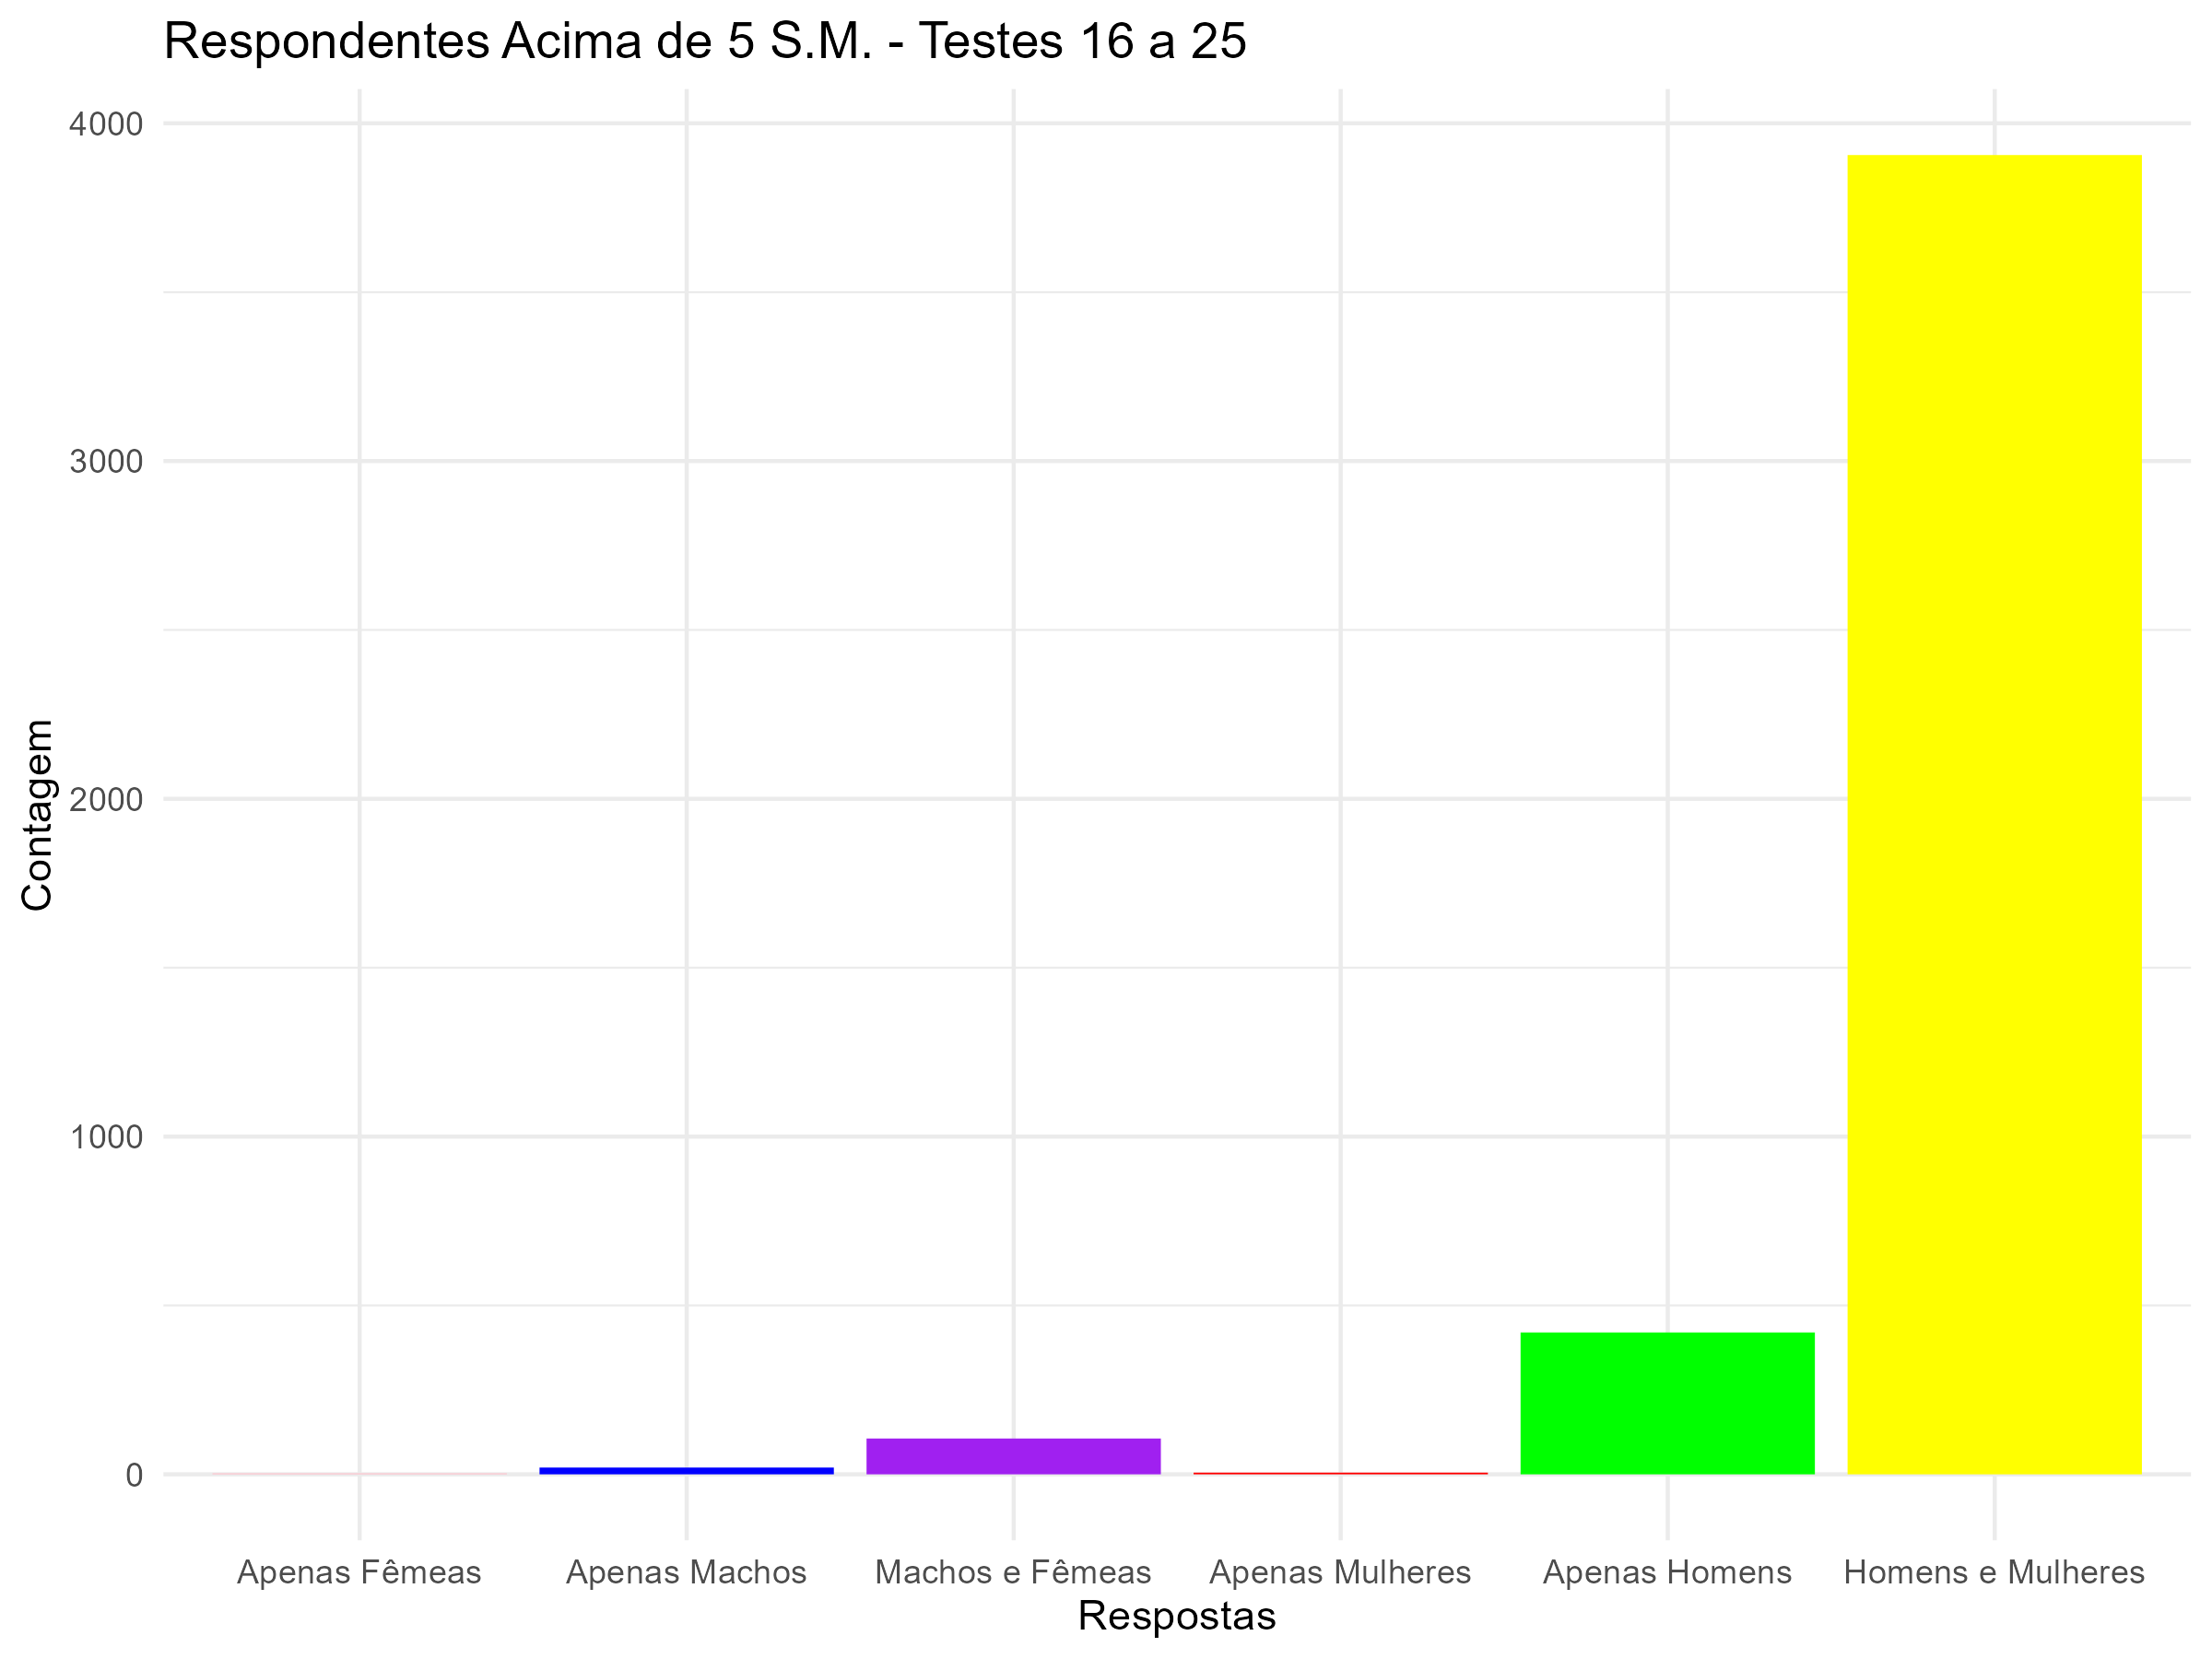 Respondentes Acima de 5 S.M. - Testes 16 a 25
4000
3000
2000
1000
0
Contagem
Apenas Fêmeas
Apenas Machos
Machos e Fêmeas
Apenas Mulheres
Apenas Homens
Homens e Mulheres
Respostas